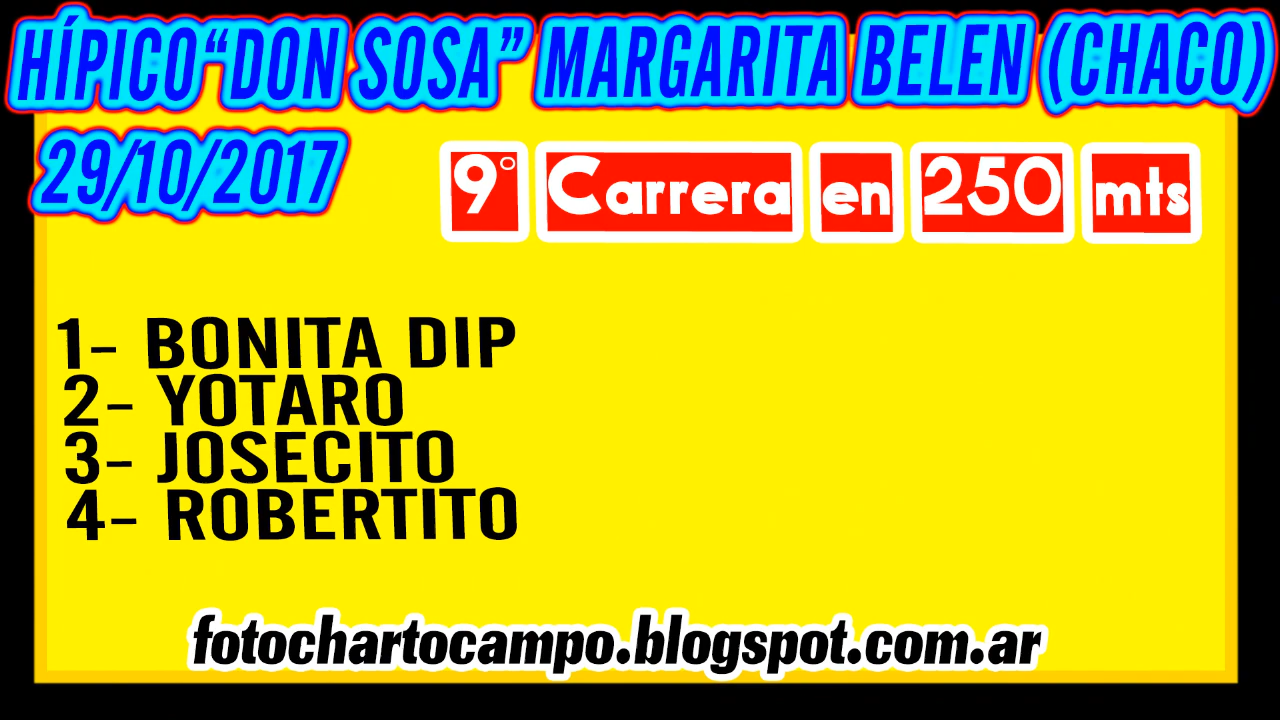 HÍPICO“DON SOSA” MARGARITA BELEN (CHACO)
29/10/2017
9° Carrera en 250 mts
1- BONITA DIP
2- YOTARO
3- JOSECITO
4- ROBERTITO
fotochartocampo.blogspot.com.ar